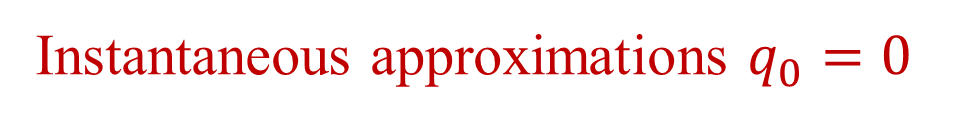 Instantaneous approximations q₀ = 0